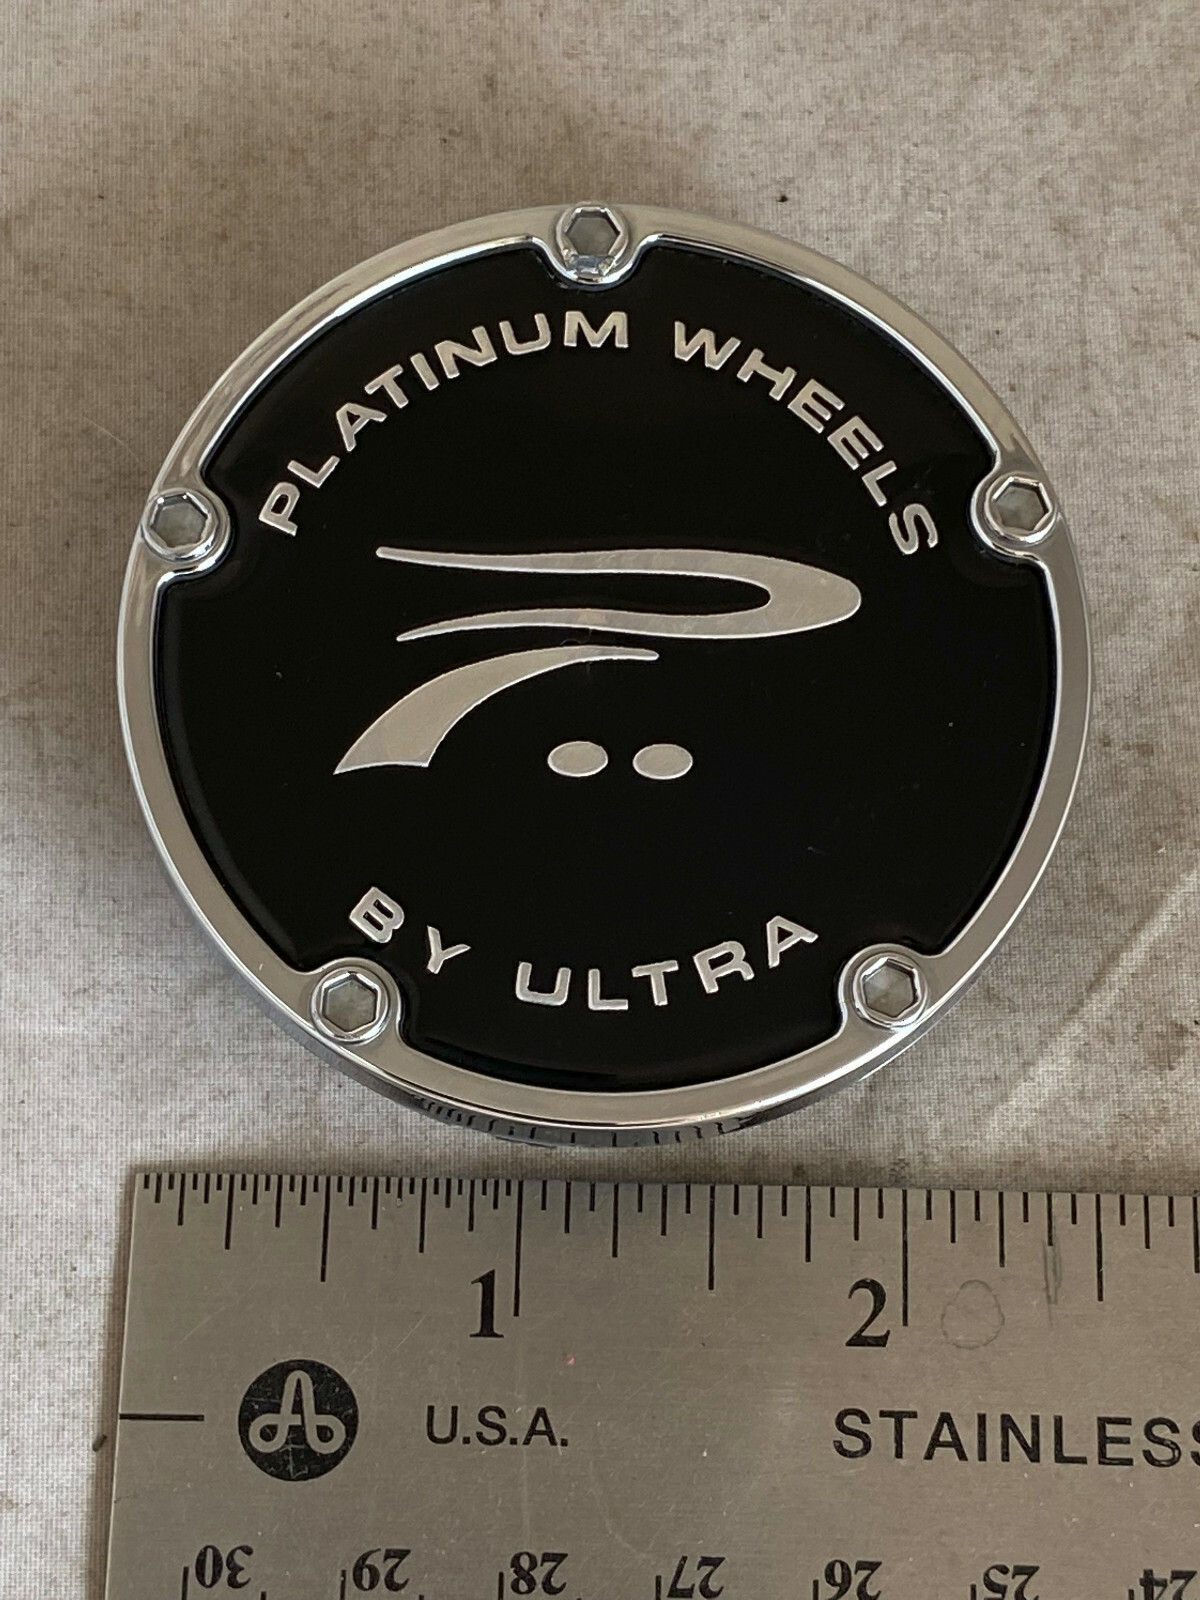 PLATINUM WHEELS
BY ULTRA
1 2
U.S.A. STAINLESS
30 29 28 27 26 25 24